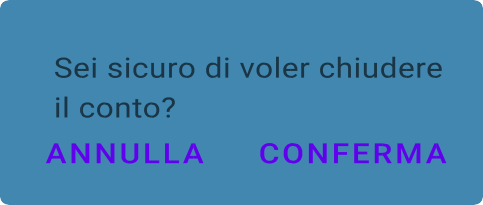 Sei sicuro di voler chiudere
il conto?
ANNULLA CONFERMA